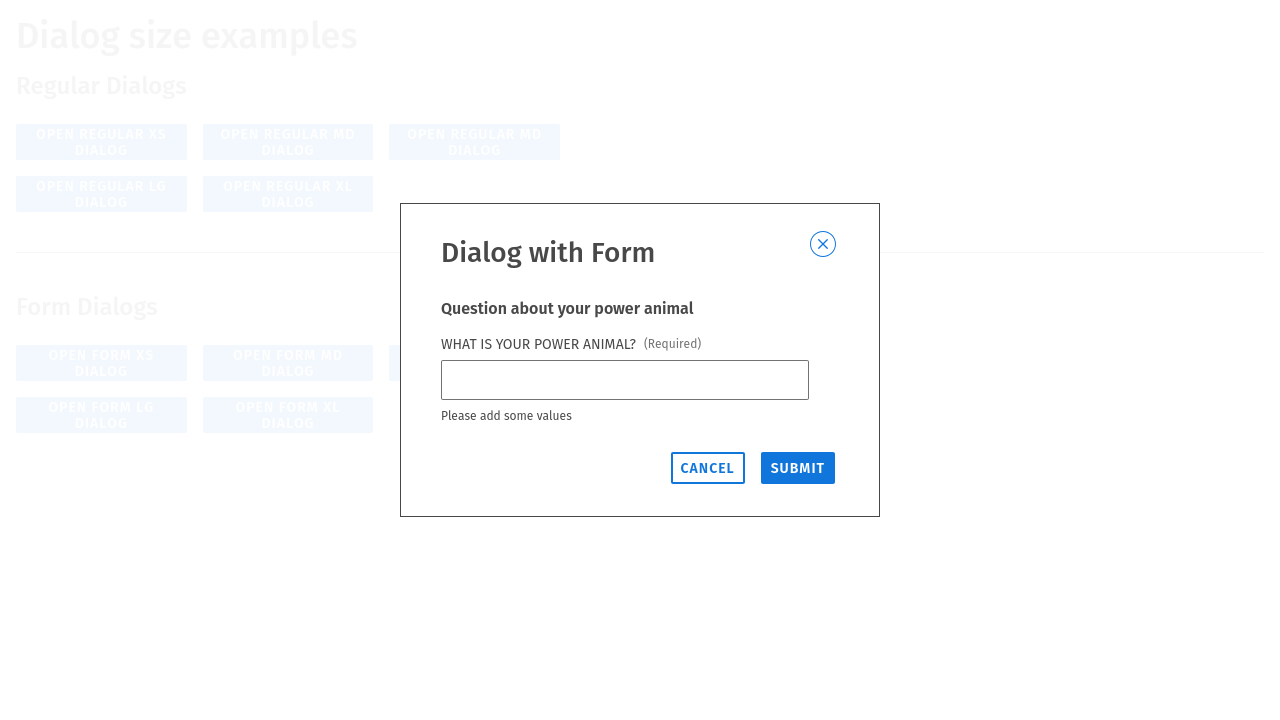 Dialog size examples
Regular Dialogs
OPEN REGULAR XS
DIALOG
OPEN REGULAR MD
DIALOG
OPEN REGULAR MD
DIALOG
OPEN REGULAR LG
DIALOG
OPEN REGULAR XL
DIALOG
Form Dialogs
OPEN FORM XS
DIALOG
OPEN FORM MD
DIALOG
OPEN FORM LG
DIALOG
OPEN FORM XL
DIALOG
Dialog with Form
Question about your power animal
WHAT IS YOUR POWER ANIMAL? (Required)
Please add some values
CANCEL
SUBMIT